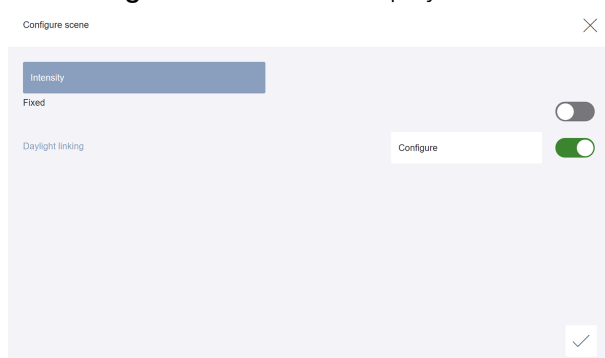 Configure scene
Intensity
Fixed
Daylight linking
Configure